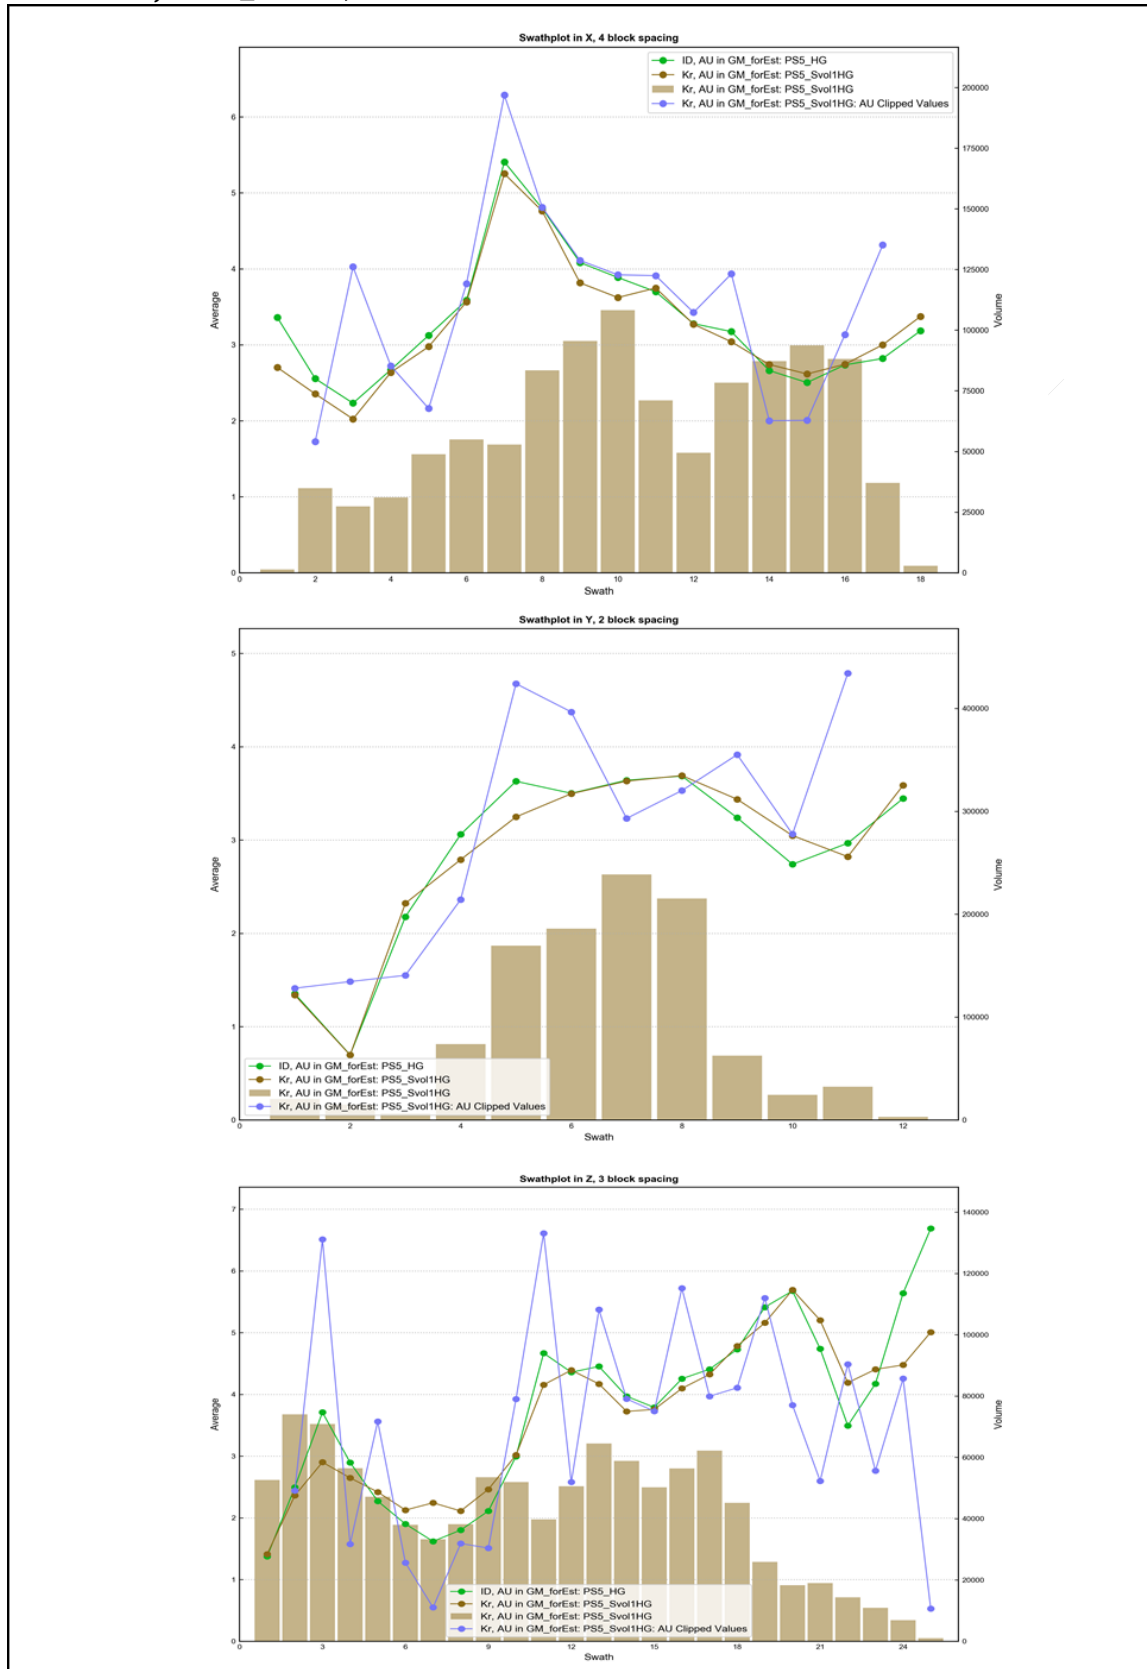 Swathplot in X, 4 block spacing
ID, AU in GM_forEst: PS5_HG
Kr, AU in GM_forEst: PS5_Svol1HG
Kr, AU in GM_forEst: PS5_Svol1HG
Kr, AU in GM_forEst: PS5_Svol1HG: AU Clipped Values
Average
Volume
6
5
4
3
2
1
0
200000
175000
150000
125000
100000
75000
50000
25000
0
0 2 4 6 8 10 12 14 16 18
Swath
Swathplot in Y, 2 block spacing
Average
Volume
5
4
3
2
1
0
400000
300000
200000
100000
0
ID, AU in GM_forEst: PS5_HG
Kr, AU in GM_forEst: PS5_Svol1HG
Kr, AU in GM_forEst: PS5_Svol1HG
Kr, AU in GM_forEst: PS5_Svol1HG: AU Clipped Values
0 2 4 6 8 10 12
Swath
Swathplot in Z, 3 block spacing
Average
Volume
7
6
5
4
3
2
1
0
140000
120000
100000
80000
60000
40000
20000
0
ID, AU in GM_forEst: PS5_HG
Kr, AU in GM_forEst: PS5_Svol1HG
Kr, AU in GM_forEst: PS5_Svol1HG
Kr, AU in GM_forEst: PS5_Svol1HG: AU Clipped Values
3 6 9 12 15 18 21 24
Swath